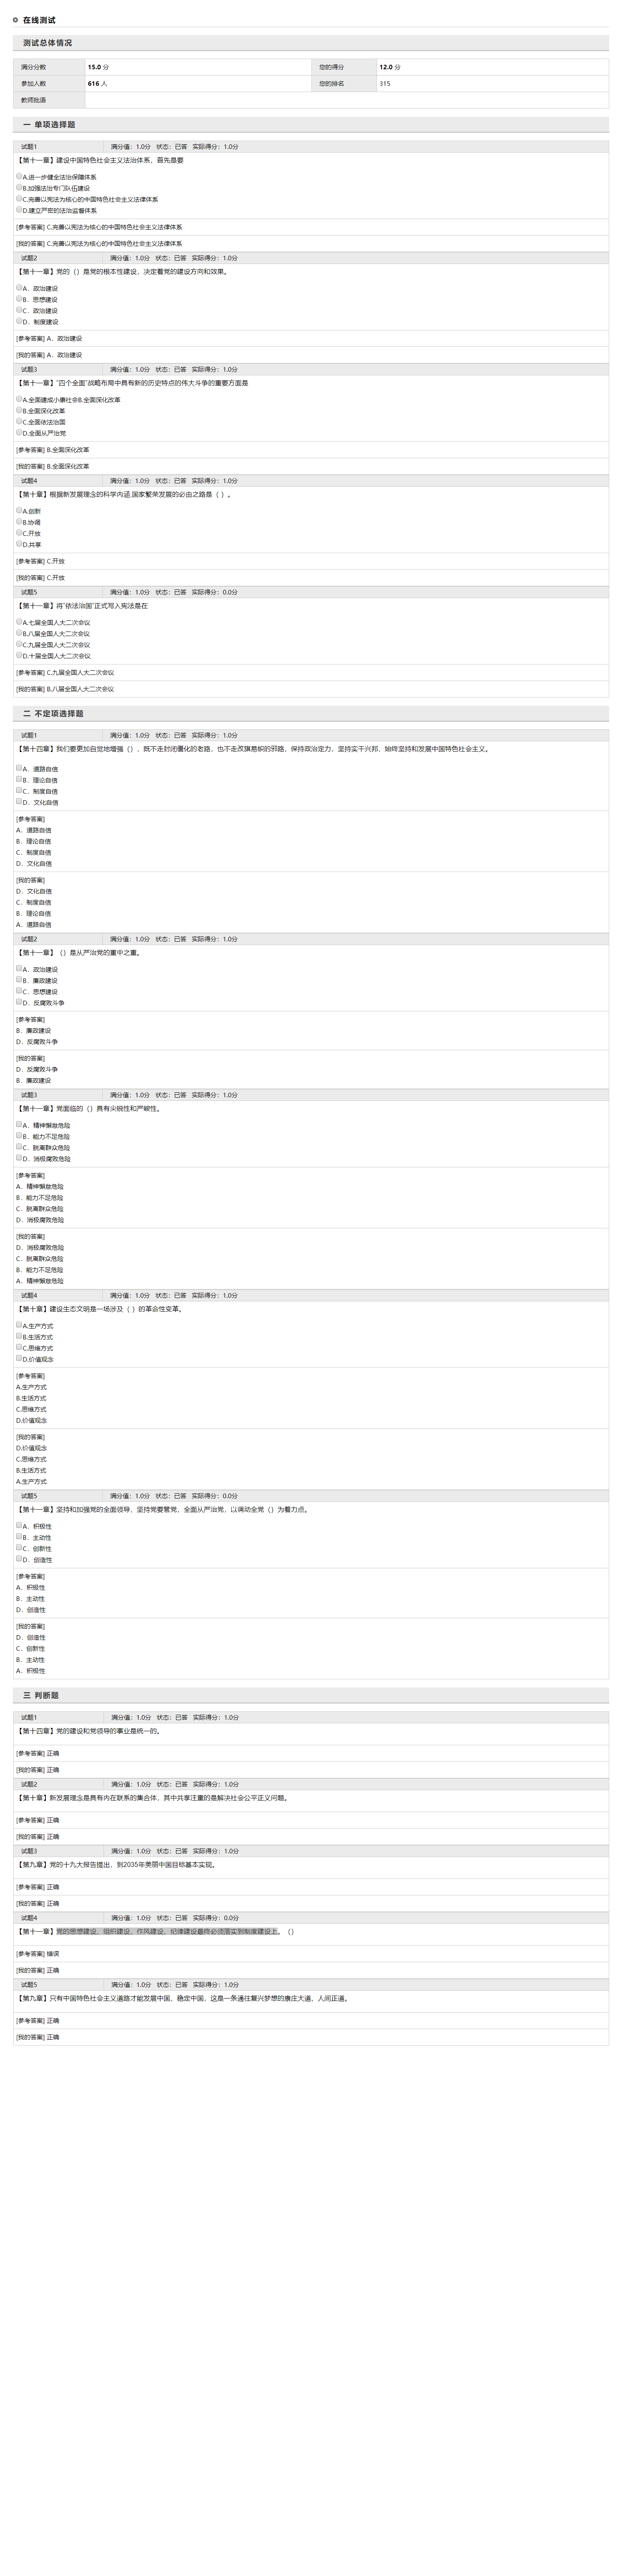 在线测试
测试总体情况
满分分数 15.0 分 您的得分 12.0 分
参加人数 616 人 您的排名 315
教师批语
一 单项选择题
试题1 满分值：1.0分 状态：已答 实际得分：1.0分
【第十一章】建设中国特色社会主义法治体系，首先是要
A.进一步健全法治保障体系
B.加强法治专门队伍建设
C.完善以宪法为核心的中国特色社会主义法律体系
D.建立严密的法治监督体系
[参考答案] C.完善以宪法为核心的中国特色社会主义法律体系
[我的答案] C.完善以宪法为核心的中国特色社会主义法律体系
试题2 满分值：1.0分 状态：已答 实际得分：1.0分
【第十一章】党的（）是党的根本性建设，决定着党的建设方向和效果。
A．政治建设
B．思想建设
C．政治建设
D．制度建设
[参考答案] A．政治建设
[我的答案] A．政治建设
试题3 满分值：1.0分 状态：已答 实际得分：1.0分
【第十一章】“四个全面”战略布局中具有新的历史特点的伟大斗争的重要方面是
A.全面建成小康社会B.全面深化改革
B.全面深化改革
C.全面依法治国
D.全面从严治党
[参考答案] B.全面深化改革
[我的答案] B.全面深化改革
试题4 满分值：1.0分 状态：已答 实际得分：1.0分
【第十章】根据新发展理念的科学内涵,国家繁荣发展的必由之路是（ ）。
A.创新
B.协调
C.开放
D.共享
[参考答案] C.开放
[我的答案] C.开放
试题5 满分值：1.0分 状态：已答 实际得分：0.0分
【第十一章】将“依法治国”正式写入宪法是在
A.七届全国人大二次会议
B.八届全国人大二次会议
C.九届全国人大二次会议
D.十届全国人大二次会议
[参考答案] C.九届全国人大二次会议
[我的答案] B.八届全国人大二次会议
二 不定项选择题
试题1 满分值：1.0分 状态：已答 实际得分：1.0分
【第十四章】我们要更加自觉地增强（），既不走封闭僵化的老路，也不走改旗易帜的邪路，保持政治定力，坚持实干兴邦，始终坚持和发展中国特色社会主义。
A．道路自信
B．理论自信
C．制度自信
D．文化自信
[参考答案]
A．道路自信
B．理论自信
C．制度自信
D．文化自信
[我的答案]
D．文化自信
C．制度自信
B．理论自信
A．道路自信
试题2 满分值：1.0分 状态：已答 实际得分：1.0分
【第十一章】（）是从严治党的重中之重。
A．政治建设
B．廉政建设
C．思想建设
D．反腐败斗争
[参考答案]
B．廉政建设
D．反腐败斗争
[我的答案]
D．反腐败斗争
B．廉政建设
试题3 满分值：1.0分 状态：已答 实际得分：1.0分
【第十一章】党面临的（）具有尖锐性和严峻性。
A．精神懈怠危险
B．能力不足危险
C．脱离群众危险
D．消极腐败危险
[参考答案]
A．精神懈怠危险
B．能力不足危险
C．脱离群众危险
D．消极腐败危险
[我的答案]
D．消极腐败危险
C．脱离群众危险
B．能力不足危险
A．精神懈怠危险
试题4 满分值：1.0分 状态：已答 实际得分：1.0分
【第十章】建设生态文明是一场涉及（ ）的革命性变革。
A.生产方式
B.生活方式
C.思维方式
D.价值观念
[参考答案]
A.生产方式
B.生活方式
C.思维方式
D.价值观念
[我的答案]
D.价值观念
C.思维方式
B.生活方式
A.生产方式
试题5 满分值：1.0分 状态：已答 实际得分：0.0分
【第十一章】坚持和加强党的全面领导，坚持党要管党，全面从严治党，以调动全党（）为着力点。
A．积极性
B．主动性
C．创新性
D．创造性
[参考答案]
A．积极性
B．主动性
D．创造性
[我的答案]
D．创造性
C．创新性
B．主动性
A．积极性
三 判断题
试题1 满分值：1.0分 状态：已答 实际得分：1.0分
【第十四章】党的建设和党领导的事业是统一的。
[参考答案] 正确
[我的答案] 正确
试题2 满分值：1.0分 状态：已答 实际得分：1.0分
【第十章】新发展理念是具有内在联系的集合体，其中共享注重的是解决社会公平正义问题。
[参考答案] 正确
[我的答案] 正确
试题3 满分值：1.0分 状态：已答 实际得分：1.0分
【第九章】党的十九大报告提出，到2035年美丽中国目标基本实现。
[参考答案] 正确
[我的答案] 正确
试题4 满分值：1.0分 状态：已答 实际得分：0.0分
【第十一章】党的思想建设、组织建设、作风建设、纪律建设最终必须落实到制度建设上。（）
[参考答案] 错误
[我的答案] 正确
试题5 满分值：1.0分 状态：已答 实际得分：1.0分
【第九章】只有中国特色社会主义道路才能发展中国、稳定中国，这是一条通往复兴梦想的康庄大道、人间正道。
[参考答案] 正确
[我的答案] 正确